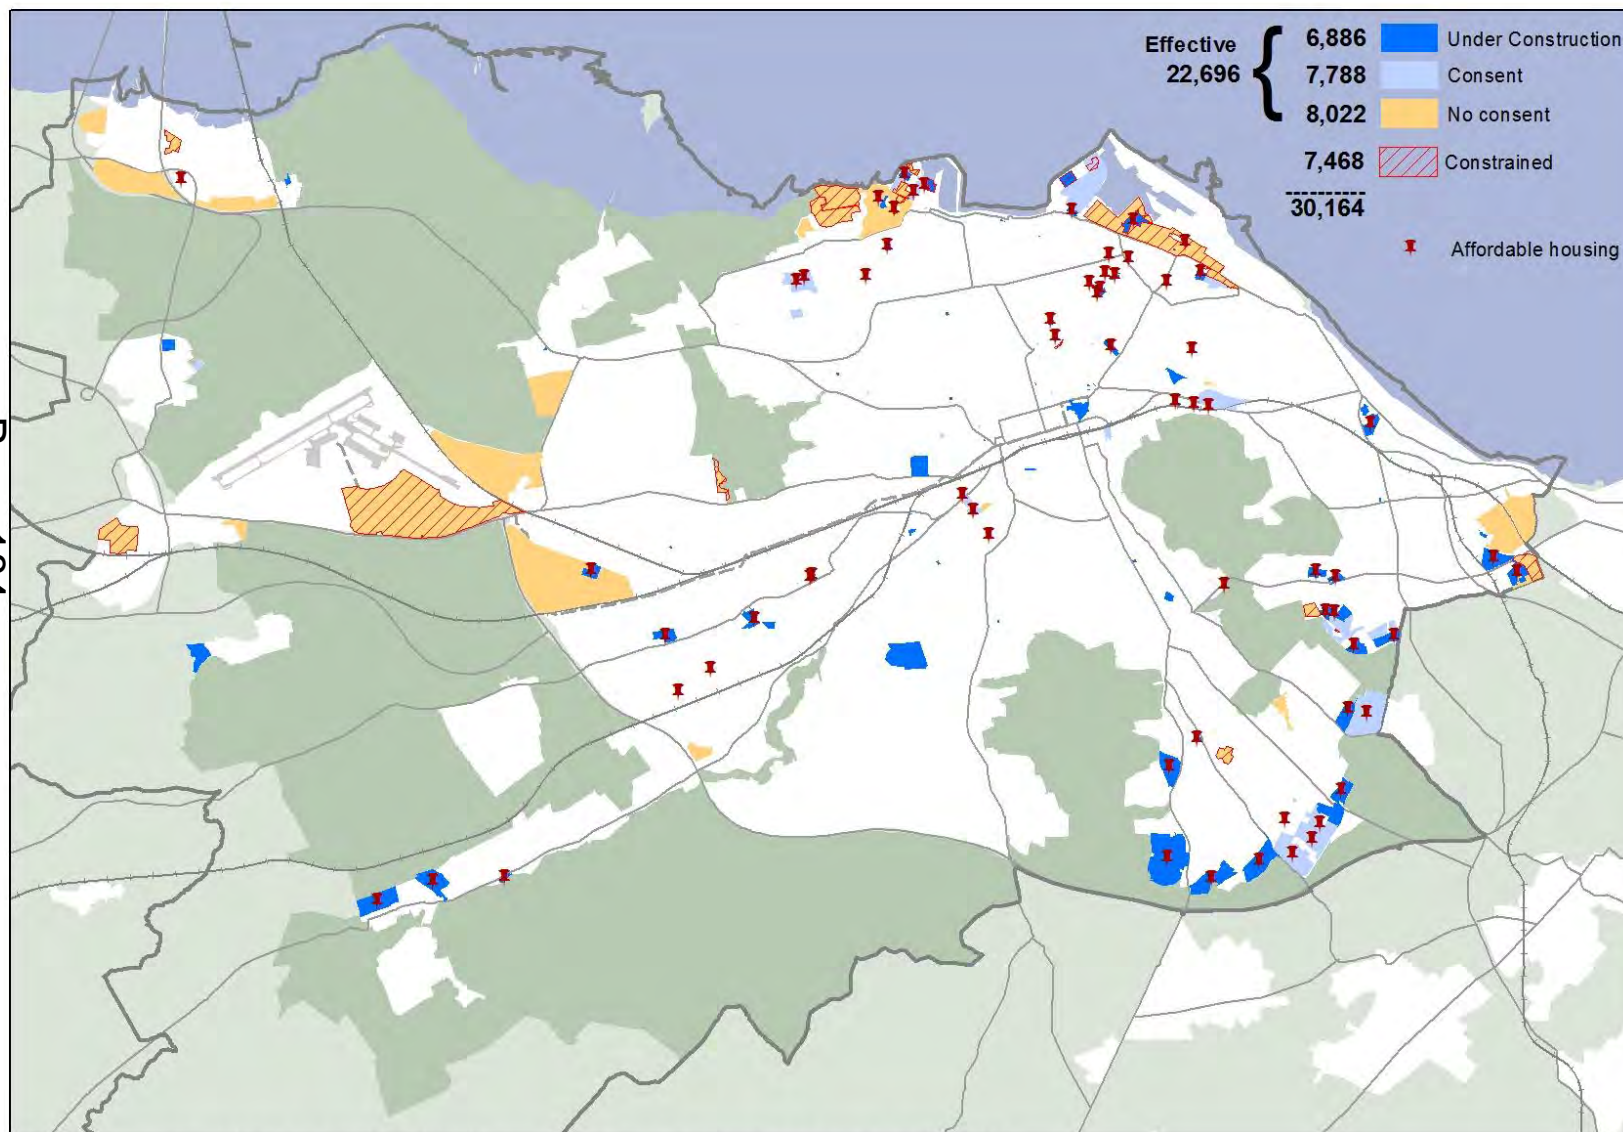 6,886 Under Construction
Effective
22,696 { 7,788 Consent
8,022 No consent
7,468 Constrained
----------
30,164
Affordable housing